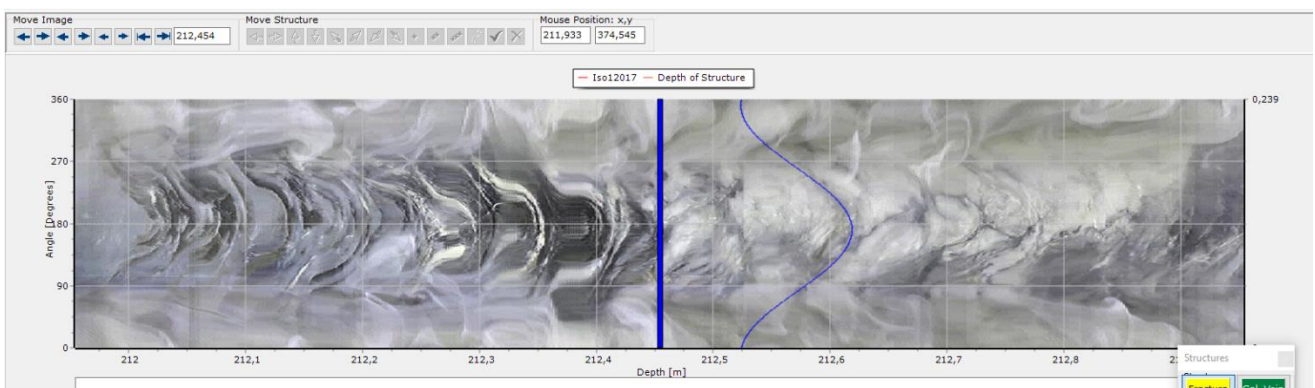 Move Image
Move Structure
Mouse Position: x,y
212,454
211,933
374,545
Iso12017
Depth of Structure
360
270
180
90
0
Angle [Degrees]
0,239
212
212,1
212,2
212,3
212,4
212,5
212,6
212,7
212,8
Depth [m]
Structures